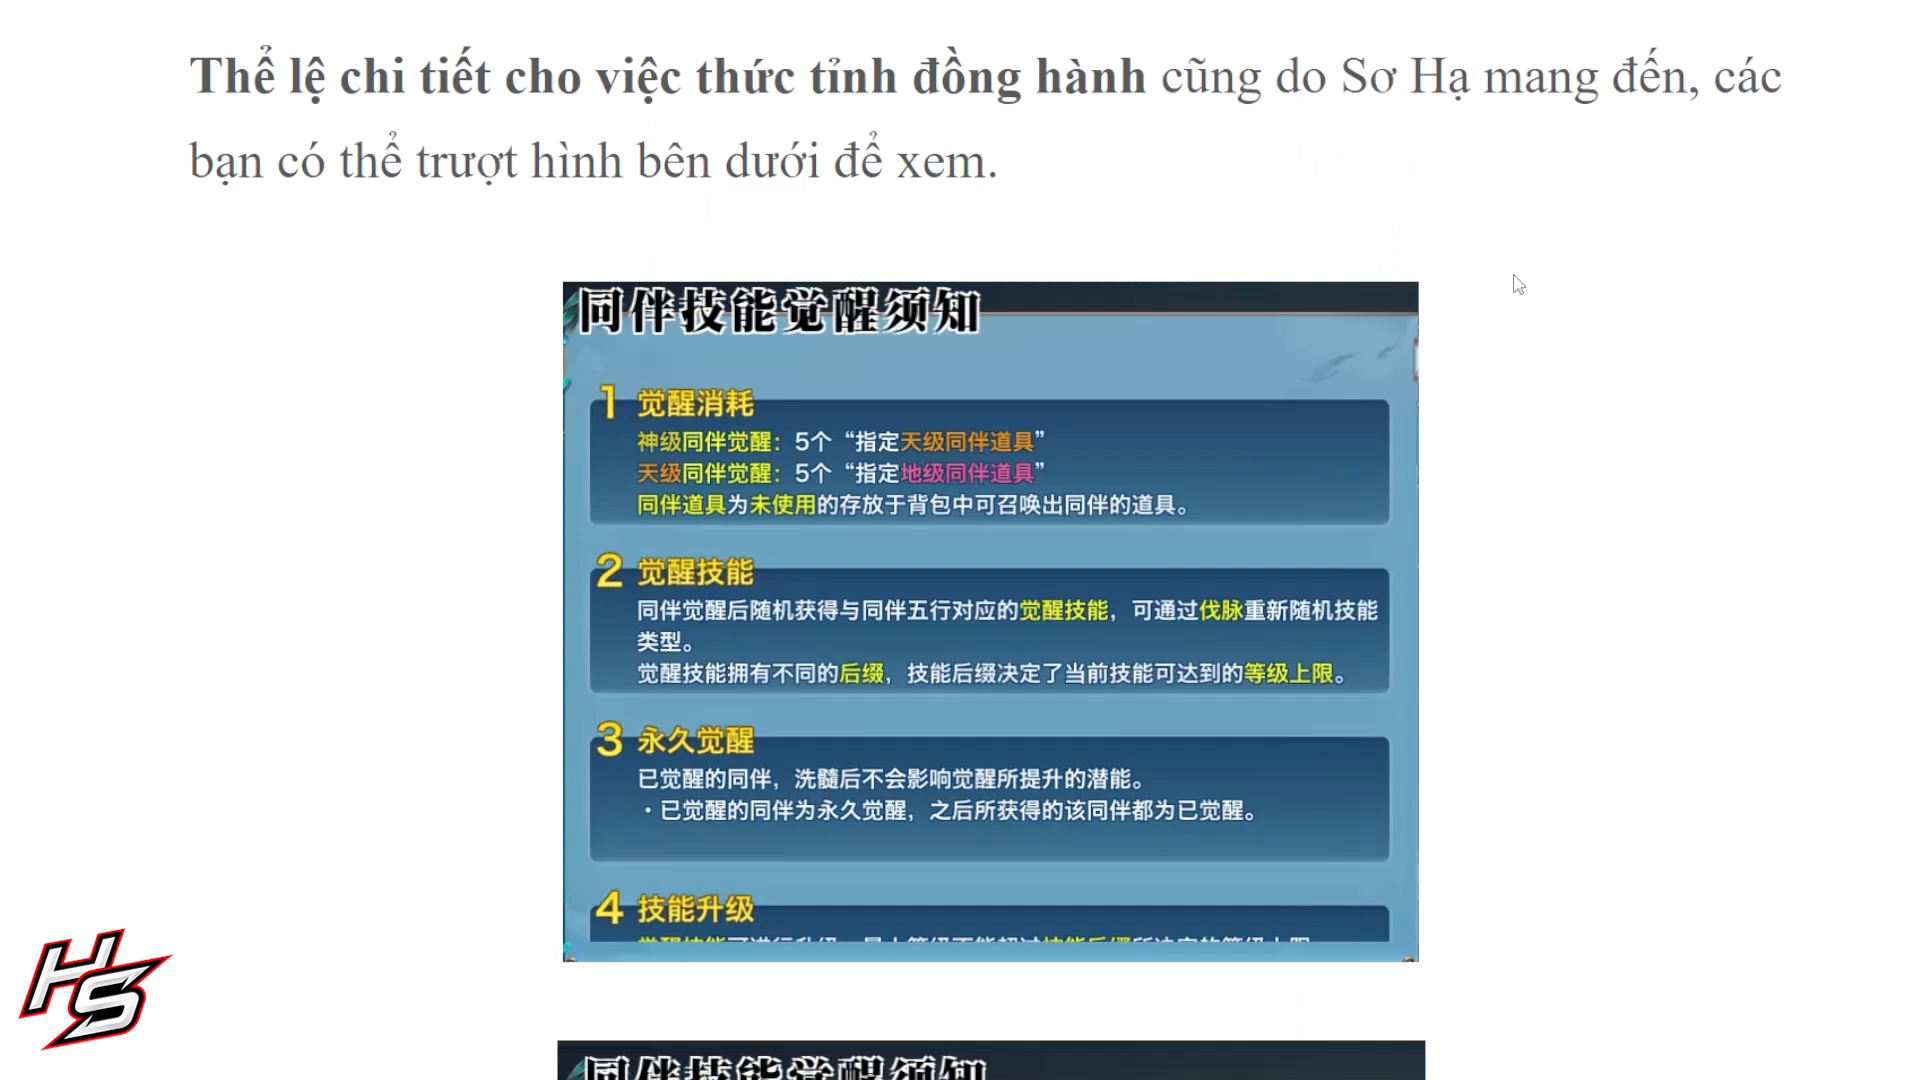 Thể lệ chi tiết cho việc thức tỉnh đồng hành cũng do Sơ Hạ mang đến, các
bạn có thể trượt hình bên dưới để xem.
同伴技能觉醒须知
1 觉醒消耗
神级同伴觉醒：5个“指定天级同伴道具”
天级同伴觉醒：5个“指定地级同伴道具”
同伴道具为未使用的存放于背包中可召唤出同伴的道具。
2 觉醒技能
同伴觉醒后随机获得与同伴五行对应的觉醒技能，可通过伐脉重新随机技能
类型。
觉醒技能拥有不同的后缀，技能后缀决定了当前技能可达到的等级上限。
3 永久觉醒
已觉醒的同伴，洗髓后不会影响觉醒所提升的潜能。
·已觉醒的同伴为永久觉醒，之后所获得的该同伴都为已觉醒。
4 技能升级
HS
同伴技能觉醒须知